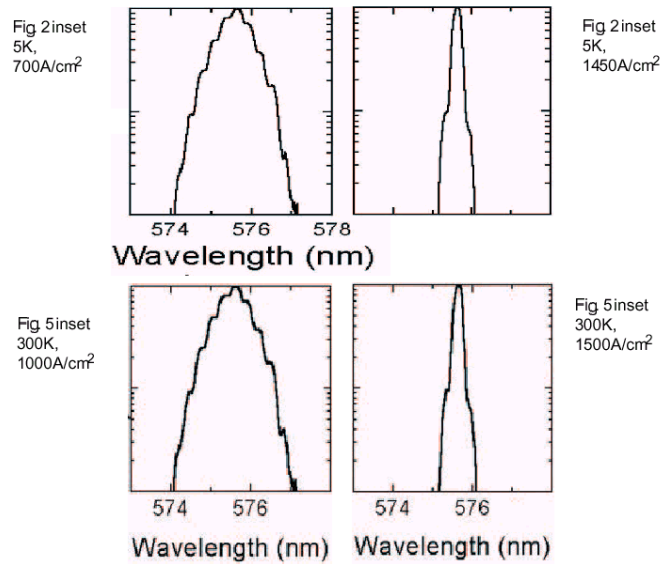 Fig. 2 inset
5K,
700A/cm²
Fig. 2 inset
5K,
1450A/cm²
574 576 578
Wavelength (nm)
Fig. 5 inset
300K,
1000A/cm²
Fig. 5 inset
300K,
1500A/cm²
574 576
574 576
Wavelength (nm)
Wavelength (nm)